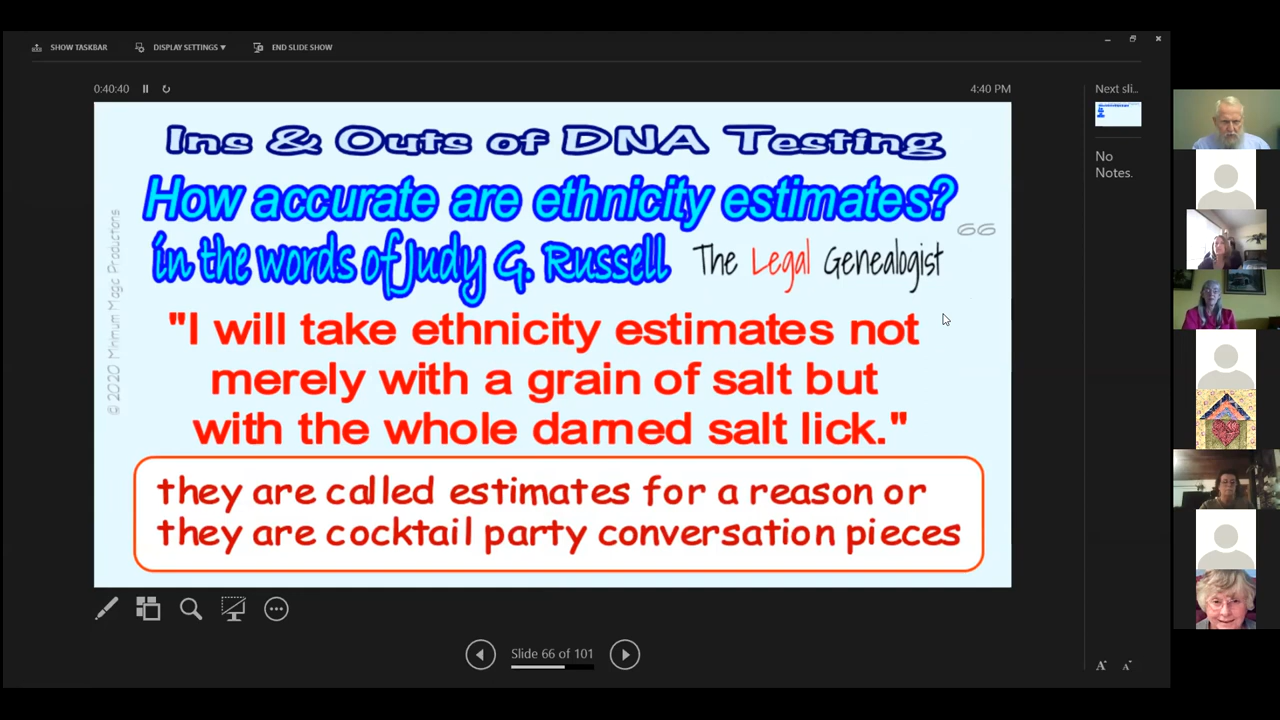 SHOW TASKBAR DISPLAY SETTINGS ▾ END SLIDE SHOW
0:40:40 4:40 PM
Next sli..
Ins & Outs of DNA Testing
How accurate are ethnicity estimates?
66
in the words of Judy G. Russell The Legal Genealogist
"I will take ethnicity estimates not
merely with a grain of salt but
with the whole darned salt lick."
they are called estimates for a reason or
they are cocktail party conversation pieces
© 2020 Minimum Magic Productions
No
Notes.
Slide 66 of 101
A A